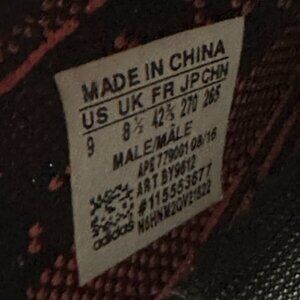 MADE IN CHINA
US UK FR JP CHN
9 8½ 42⅔ 270 265
MALE/MÂLE
APE 779001 08/16
ART BY9612
#115553677
adidas